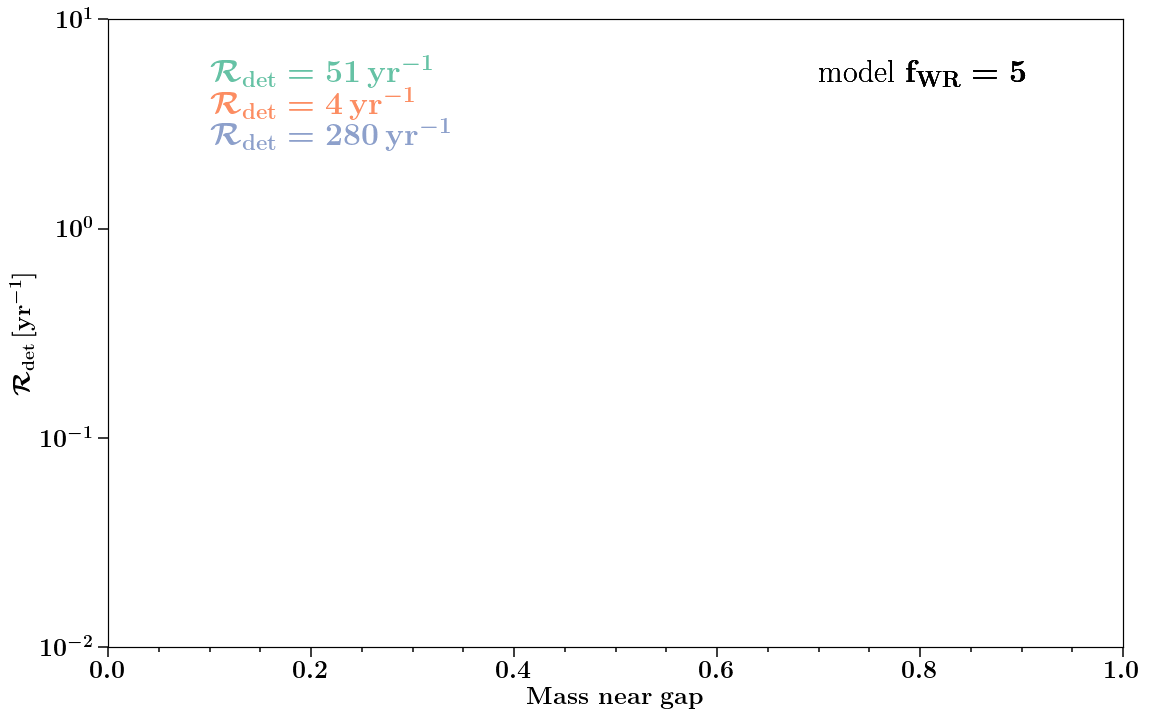 10¹
ℛ_det = 51 yr⁻¹
model f_WR = 5
ℛ_det = 4 yr⁻¹
ℛ_det = 280 yr⁻¹
10⁰
ℛ_det [yr⁻¹]
10⁻¹
10⁻²
0.0 0.2 0.4 0.6 0.8 1.0
Mass near gap